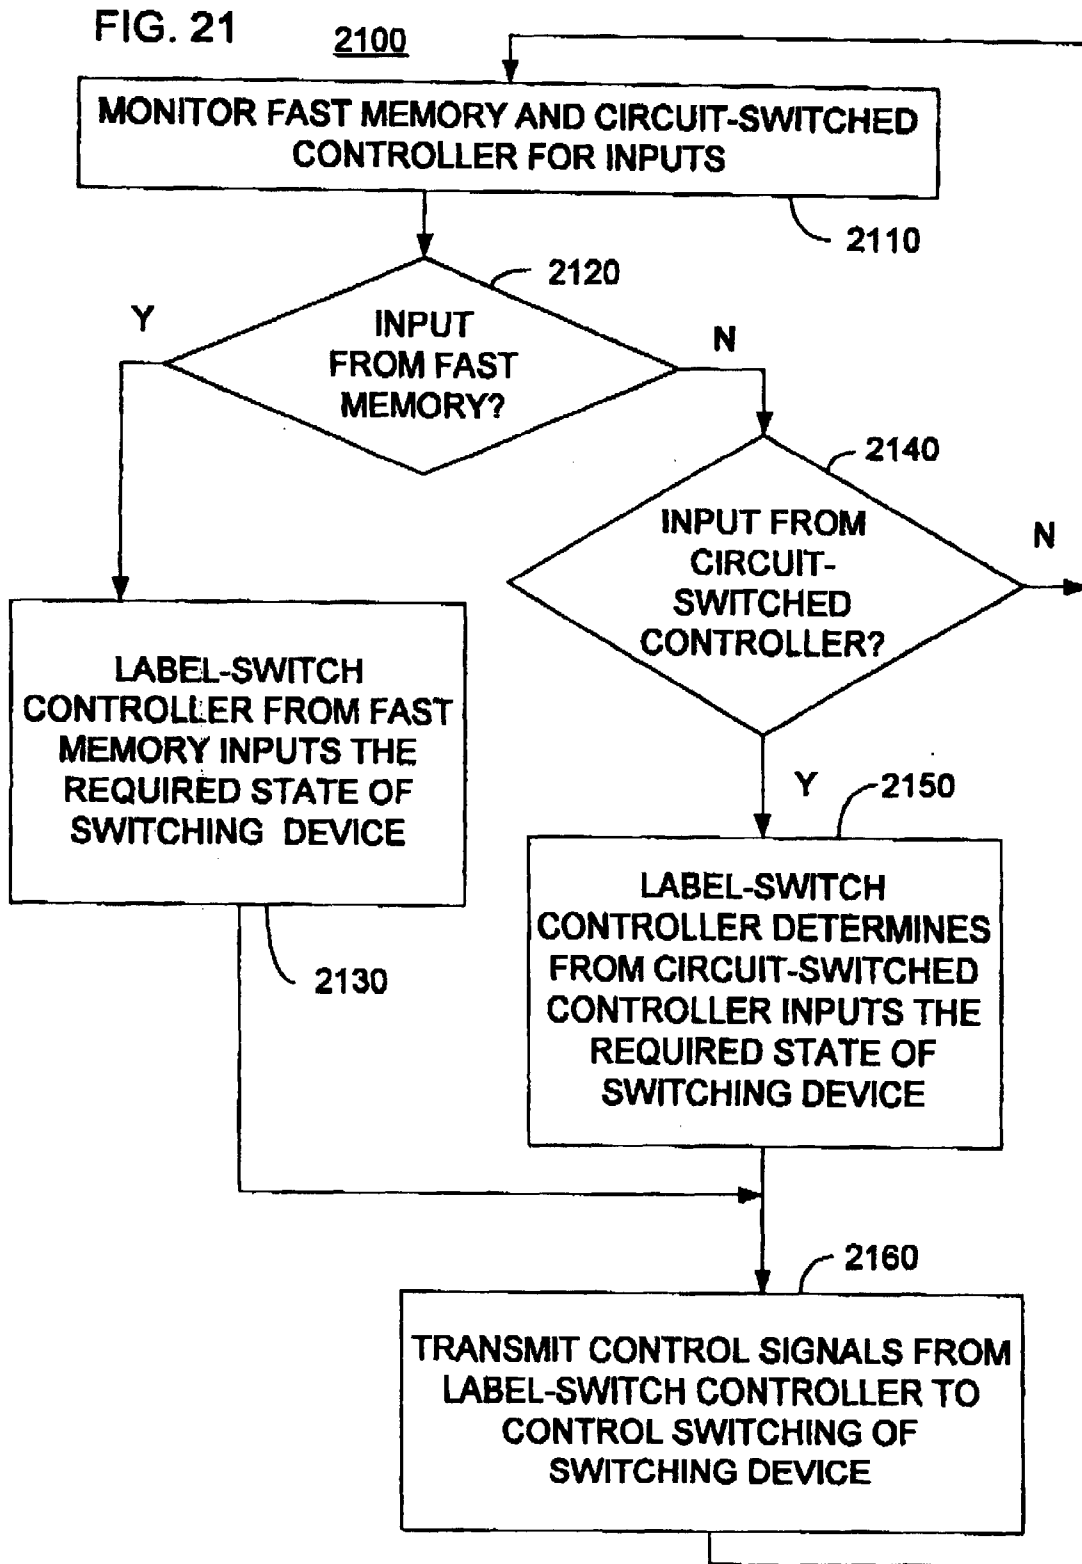 FIG. 21
2100
MONITOR FAST MEMORY AND CIRCUIT-SWITCHED
CONTROLLER FOR INPUTS
2110
2120
Y
INPUT
FROM FAST
MEMORY?
N
2140
INPUT FROM
CIRCUIT-
SWITCHED
CONTROLLER?
N
LABEL-SWITCH
CONTROLLER FROM FAST
MEMORY INPUTS THE
REQUIRED STATE OF
SWITCHING DEVICE
2130
Y
2150
LABEL-SWITCH
CONTROLLER DETERMINES
FROM CIRCUIT-SWITCHED
CONTROLLER INPUTS THE
REQUIRED STATE OF
SWITCHING DEVICE
2160
TRANSMIT CONTROL SIGNALS FROM
LABEL-SWITCH CONTROLLER TO
CONTROL SWITCHING OF
SWITCHING DEVICE